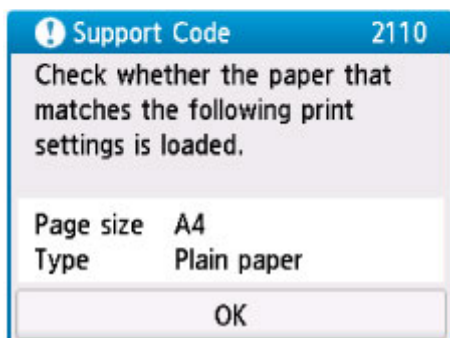 Support Code 2110
Check whether the paper that
matches the following print
settings is loaded.
Page size A4
Type Plain paper
OK